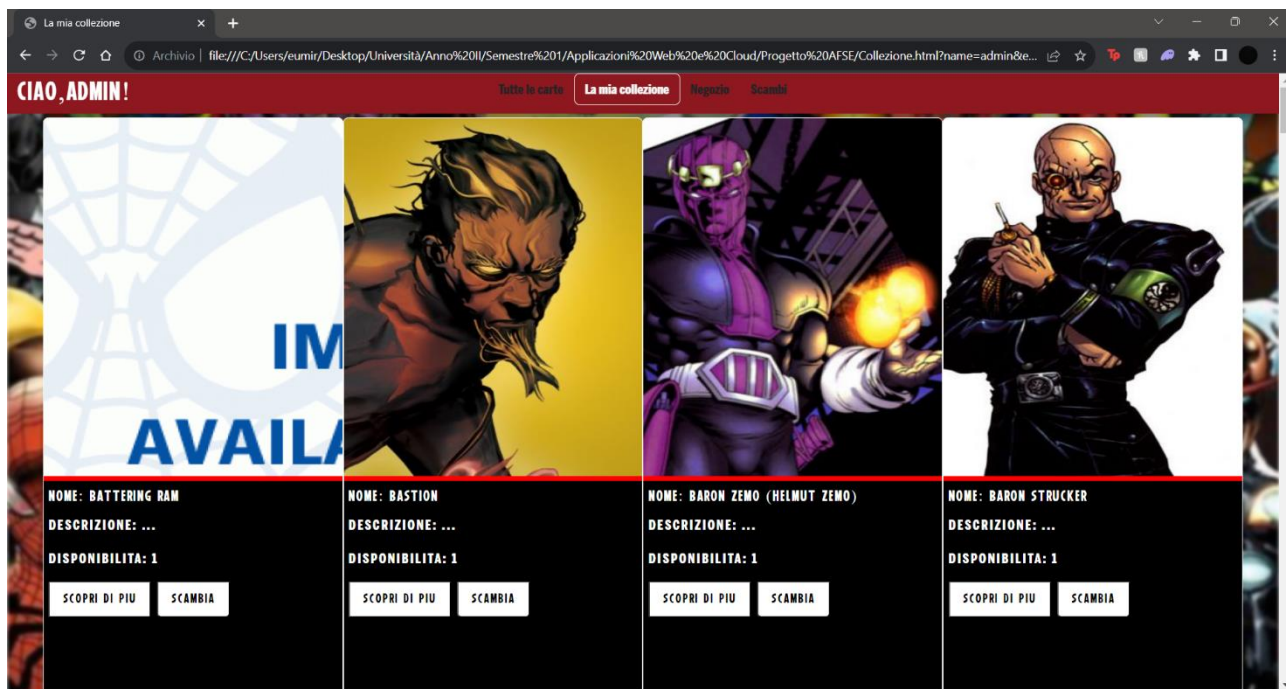 La mia collezione
Archivio | file:///C:/Users/eumir/Desktop/Università/Anno%20II/Semestre%201/Applicazioni%20Web%20e%20Cloud/Progetto%20AFSE/Collezione.html?name=admin&e...
Tp
CIAO, ADMIN!
Tutte le carte La mia collezione Negozio Scambi
IM
AVAILA
NOME: BATTERING RAM
DESCRIZIONE: ...
DISPONIBILITA: 1
SCOPRI DI PIU SCAMBIA
NOME: BASTION
DESCRIZIONE: ...
DISPONIBILITA: 1
SCOPRI DI PIU SCAMBIA
NOME: BARON ZEMO (HELMUT ZEMO)
DESCRIZIONE: ...
DISPONIBILITA: 1
SCOPRI DI PIU SCAMBIA
NOME: BARON STRUCKER
DESCRIZIONE: ...
DISPONIBILITA: 1
SCOPRI DI PIU SCAMBIA